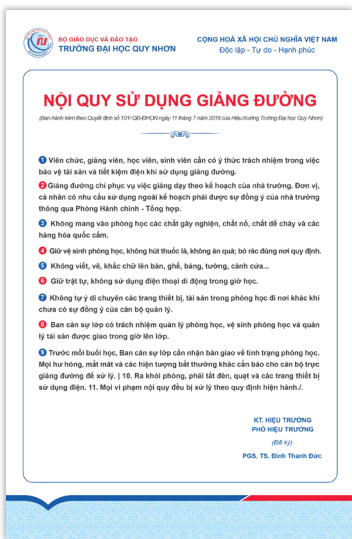 BỘ GIÁO DỤC VÀ ĐÀO TẠO
TRƯỜNG ĐẠI HỌC QUY NHƠN
CỘNG HOÀ XÃ HỘI CHỦ NGHĨA VIỆT NAM
Độc lập - Tự do - Hạnh phúc
NỘI QUY SỬ DỤNG GIẢNG ĐƯỜNG
(Ban hành kèm theo Quyết định số 101/ QĐ-ĐHQN ngày 11 tháng 7 năm 2016 của Hiệu trưởng Trường Đại học Quy Nhơn)
1 Viên chức, giảng viên, học viên, sinh viên cần có ý thức trách nhiệm trong việc
bảo vệ tài sản và tiết kiệm điện khi sử dụng giảng đường.
2 Giảng đường chỉ phục vụ việc giảng dạy theo kế hoạch của nhà trường. Đơn vị,
cá nhân có nhu cầu sử dụng ngoài kế hoạch phải được sự đồng ý của nhà trường
thông qua Phòng Hành chính - Tổng hợp.
3 Không mang vào phòng học các chất gây nghiện, chất nổ, chất dễ cháy và các
hàng hóa quốc cấm.
4 Giữ vệ sinh phòng học, không hút thuốc lá, không ăn quà; bỏ rác đúng nơi quy định.
5 Không viết, vẽ, khắc chữ lên bàn, ghế, bảng, tường, cánh cửa...
6 Giữ trật tự, không sử dụng điện thoại di động trong giờ học.
7 Không tự ý di chuyển các trang thiết bị, tài sản trong phòng học đi nơi khác khi
chưa có sự đồng ý của cán bộ quản lý.
8 Ban cán sự lớp có trách nhiệm quản lý phòng học, vệ sinh phòng học và quản
lý tài sản được giao trong giờ lên lớp.
9 Trước mỗi buổi học, Ban cán sự lớp cần nhận bàn giao về tình trạng phòng học.
Mọi hư hỏng, mất mát và các hiện tượng bất thường khác cần báo cho cán bộ trực
giảng đường để xử lý. | 10. Ra khỏi phòng, phải tắt đèn, quạt và các trang thiết bị
sử dụng điện. 11. Mọi vi phạm nội quy đều bị xử lý theo quy định hiện hành./.
KT. HIỆU TRƯỞNG
PHÓ HIỆU TRƯỞNG
(Đã ký)
PGS. TS. Đinh Thanh Đức